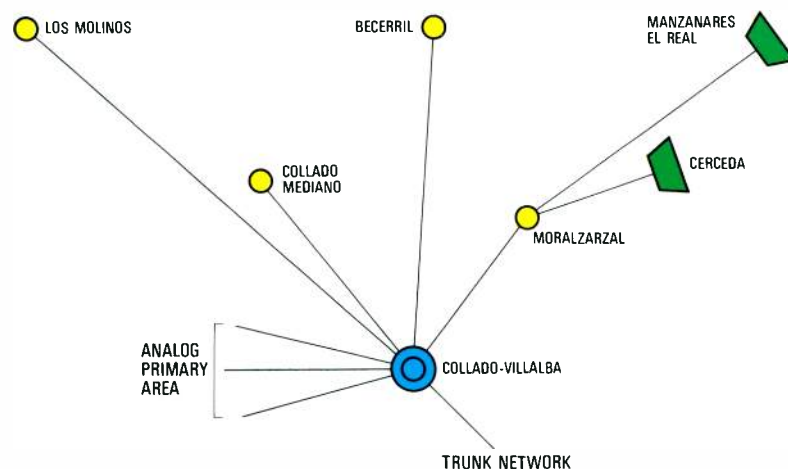 LOS MOLINOS
BECERRIL
MANZANARES
EL REAL
COLLADO
MEDIANO
CERCEDA
MORALZARZAL
ANALOG
PRIMARY
AREA
COLLADO-VILLALBA
TRUNK NETWORK